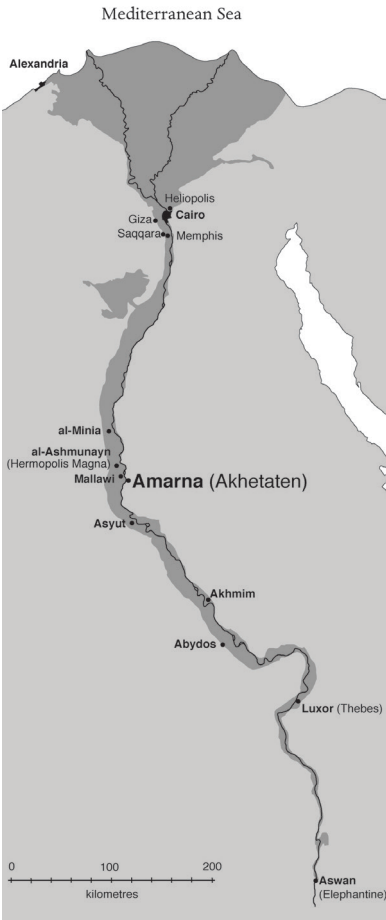 Mediterranean Sea
Alexandria
Heliopolis
Cairo
Giza
Saqqara
Memphis
al-Minia
al-Ashmunayn
(Hermopolis Magna)
Mallawi
Amarna (Akhetaten)
Asyut
Akhmim
Abydos
Luxor (Thebes)
0 100 200
kilometres
Aswan
(Elephantine)